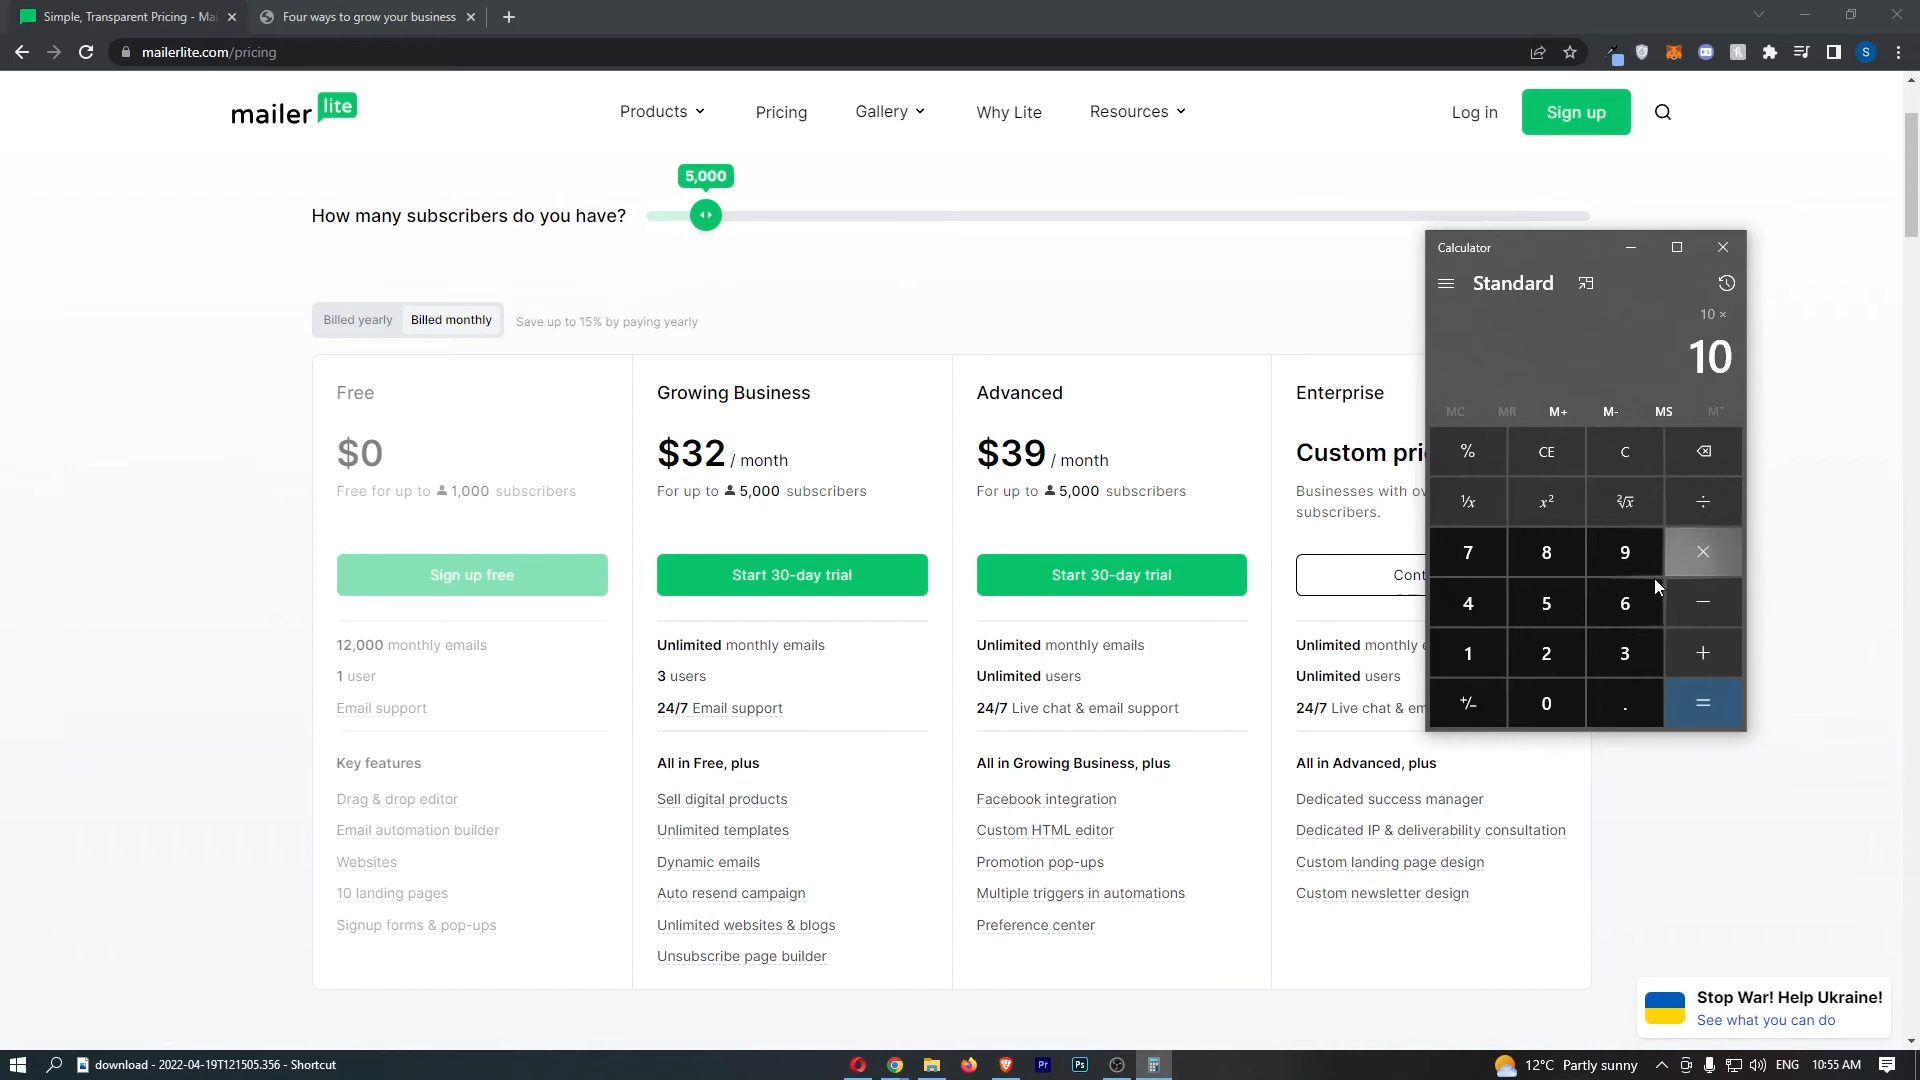 Simple, Transparent Pricing - Mai
Four ways to grow your business
mailerlite.com/pricing
S
mailer lite
Products
Pricing
Gallery
Why Lite
Resources
Log in
Sign up
5,000
How many subscribers do you have?
Billed yearly
Billed monthly
Save up to 15% by paying yearly
Free
$0
Free for up to 1,000 subscribers
Sign up free
12,000 monthly emails
1 user
Email support
Key features
Drag & drop editor
Email automation builder
Websites
10 landing pages
Signup forms & pop-ups
Growing Business
$32 / month
For up to 5,000 subscribers
Start 30-day trial
Unlimited monthly emails
3 users
24/7 Email support
All in Free, plus
Sell digital products
Unlimited templates
Dynamic emails
Auto resend campaign
Unlimited websites & blogs
Unsubscribe page builder
Advanced
$39 / month
For up to 5,000 subscribers
Start 30-day trial
Unlimited monthly emails
Unlimited users
24/7 Live chat & email support
All in Growing Business, plus
Facebook integration
Custom HTML editor
Promotion pop-ups
Multiple triggers in automations
Preference center
Enterprise
Custom pri
Businesses with ov
subscribers.
Cont
Unlimited monthly e
Unlimited users
24/7 Live chat & em
All in Advanced, plus
Dedicated success manager
Dedicated IP & deliverability consultation
Custom landing page design
Custom newsletter design
Calculator
Standard
10 ×
10
MC MR M+ M- MS M˅
% CE C
⅟x x² ²√x ÷
7 8 9 ×
4 5 6 −
1 2 3 +
+/− 0 . =
Stop War! Help Ukraine!
See what you can do
download - 2022-04-19T121505.356 - Shortcut
Pr
Ps
12°C Partly sunny
ENG
10:55 AM